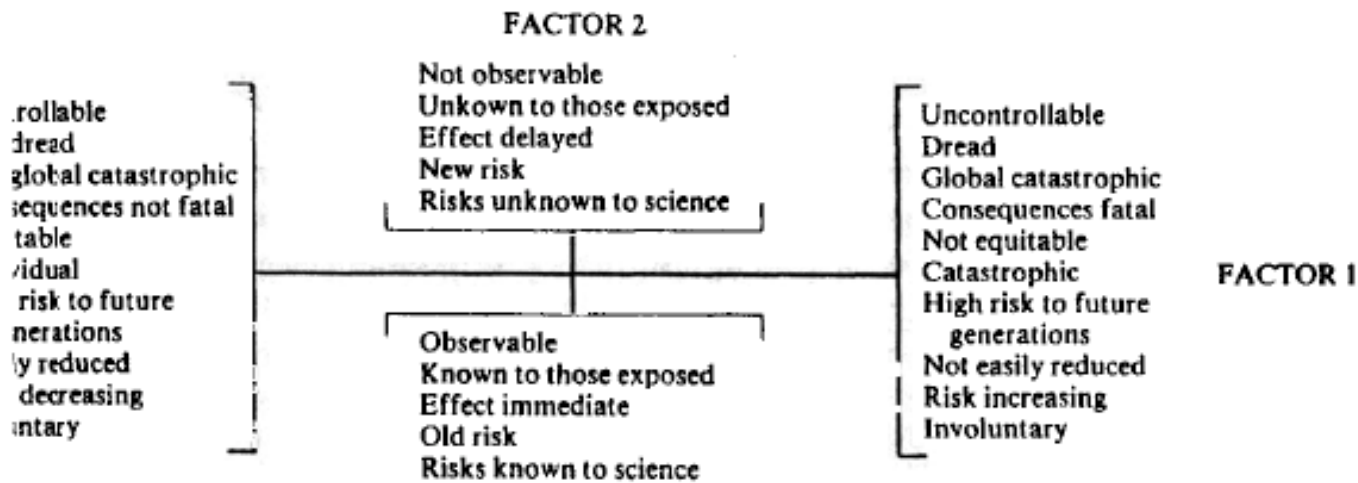 FACTOR 2
Not observable
Unkown to those exposed
Effect delayed
New risk
Risks unknown to science
rollable
dread
global catastrophic
sequences not fatal
table
vidual
risk to future
nerations
y reduced
decreasing
ntary
Uncontrollable
Dread
Global catastrophic
Consequences fatal
Not equitable
Catastrophic
High risk to future
generations
Not easily reduced
Risk increasing
Involuntary
FACTOR 1
Observable
Known to those exposed
Effect immediate
Old risk
Risks known to science